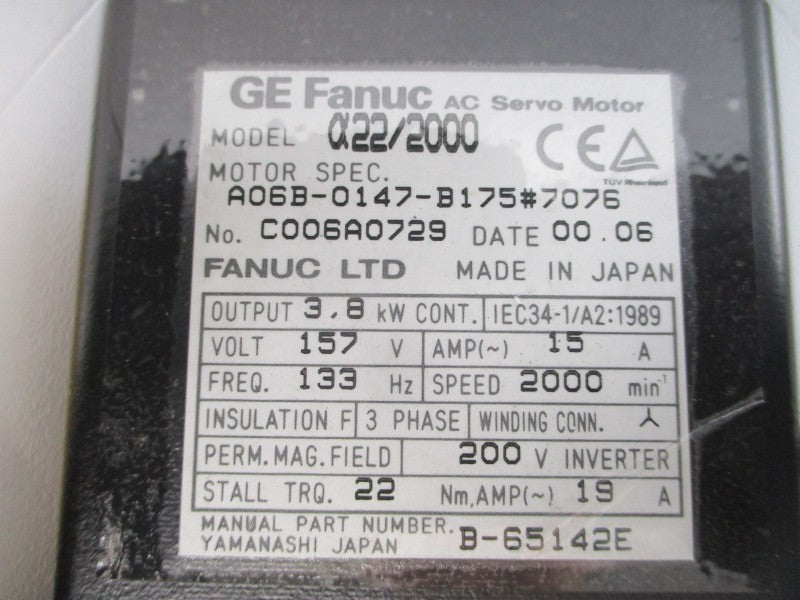 GE Fanuc AC Servo Motor
MODEL α22/2000
CE
TÜV Rheinland
MOTOR SPEC.
A06B-0147-B175#7076
No. C006A0729 DATE 00.06
FANUC LTD MADE IN JAPAN
OUTPUT 3.8 kW CONT. IEC34-1/A2:1989
VOLT 157 V AMP(~) 15 A
FREQ. 133 Hz SPEED 2000 min⁻¹
INSULATION F 3 PHASE WINDING CONN. ⅄
PERM.MAG.FIELD 200 V INVERTER
STALL TRQ. 22 Nm,AMP(~) 19 A
MANUAL PART NUMBER. B-65142E
YAMANASHI JAPAN